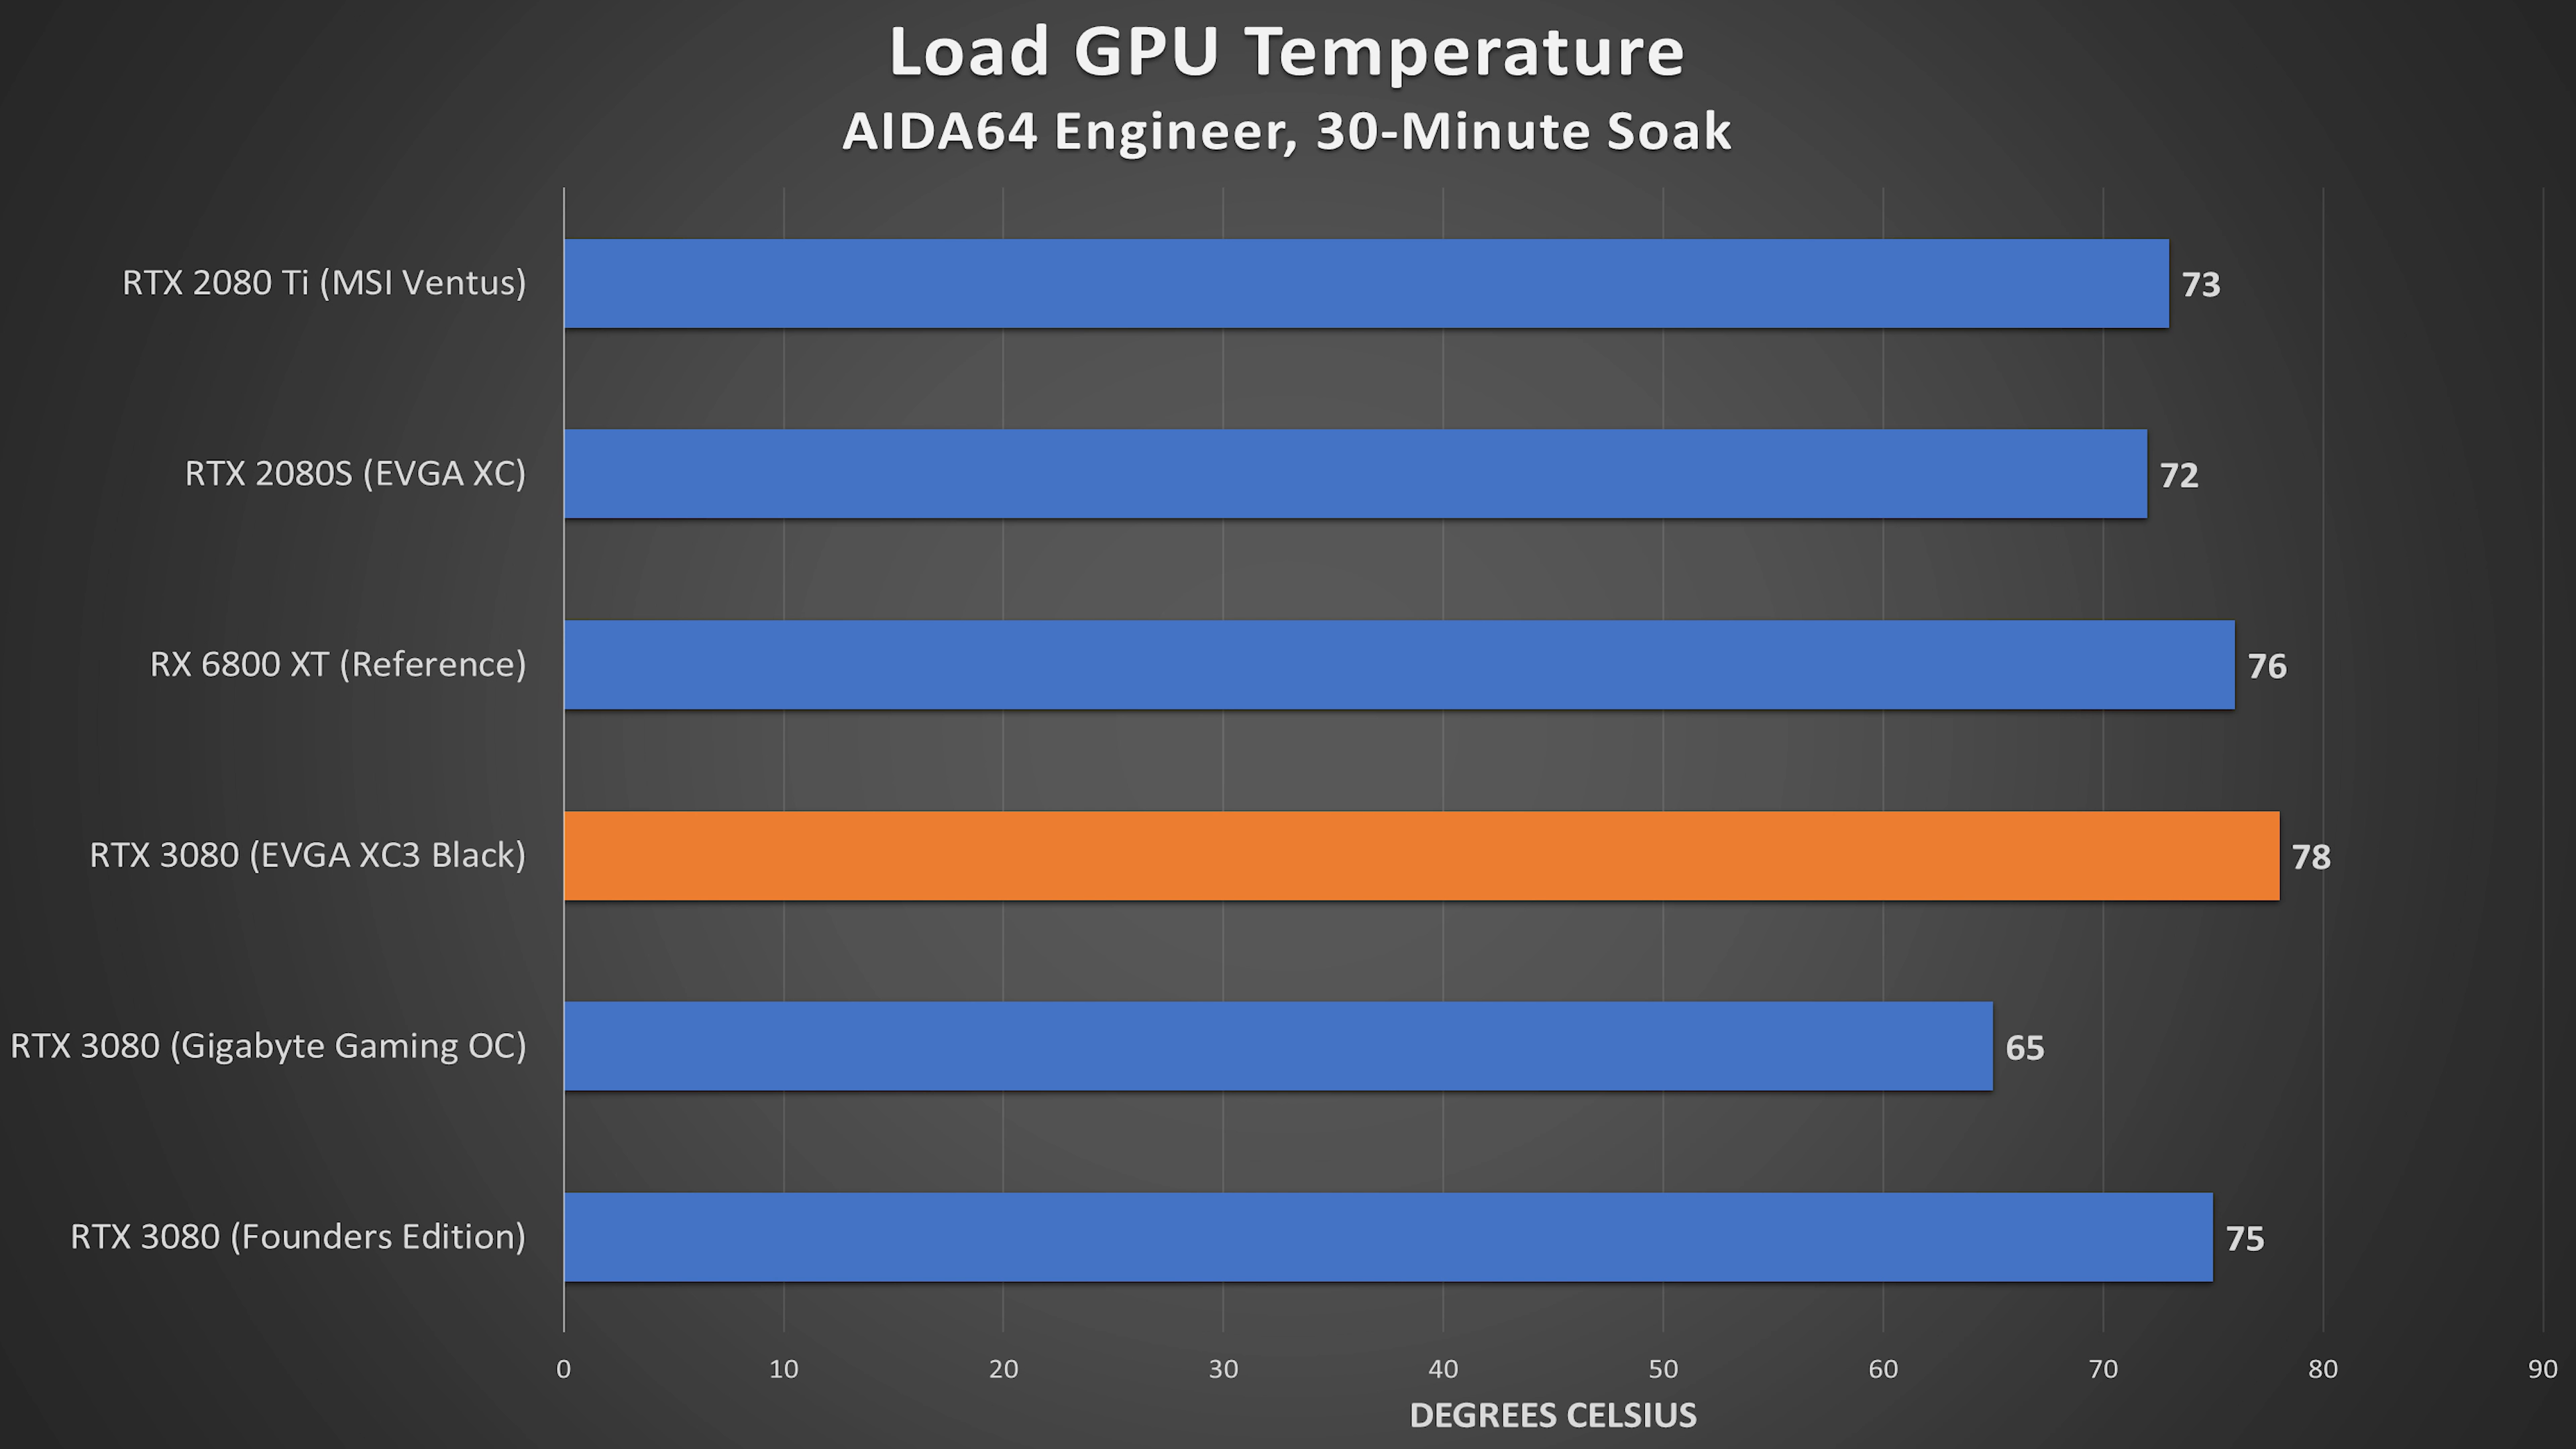 Load GPU Temperature
AIDA64 Engineer, 30-Minute Soak
RTX 2080 Ti (MSI Ventus)
73
RTX 2080S (EVGA XC)
72
RX 6800 XT (Reference)
76
RTX 3080 (EVGA XC3 Black)
78
RTX 3080 (Gigabyte Gaming OC)
65
RTX 3080 (Founders Edition)
75
0 10 20 30 40 50 60 70 80 90
DEGREES CELSIUS